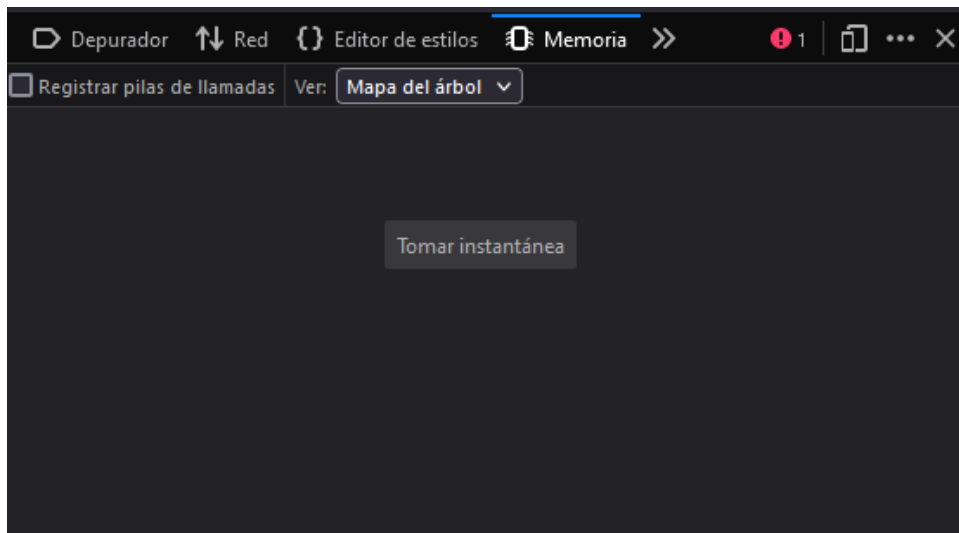 Depurador Red {} Editor de estilos Memoria 1
Registrar pilas de llamadas Ver: Mapa del árbol
Tomar instantánea